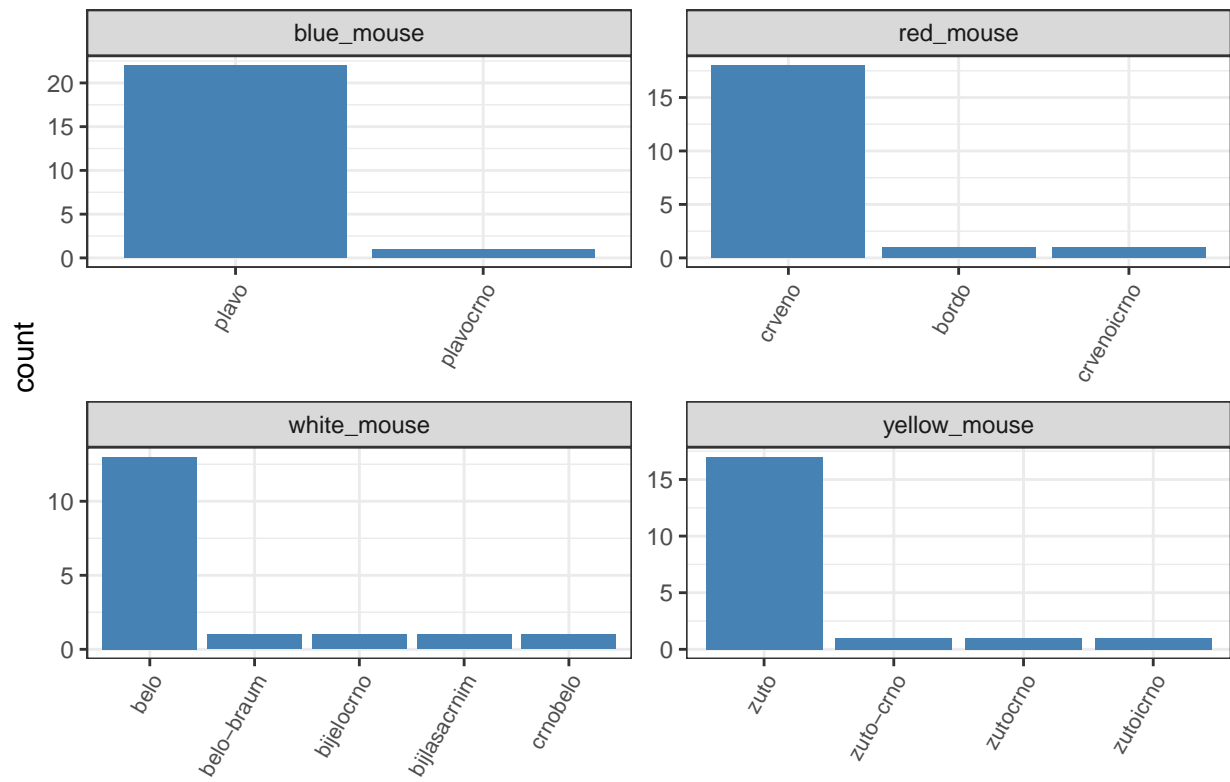 count
blue_mouse
20
15
10
5
0
plavo
plavocrno
red_mouse
15
10
5
0
crveno
bordo
crvenoicrno
white_mouse
10
5
0
belo
belo-braum
bijelocrno
bijlasacrnim
crnobelo
yellow_mouse
15
10
5
0
zuto
zuto-crno
zutocrno
zutoicrno